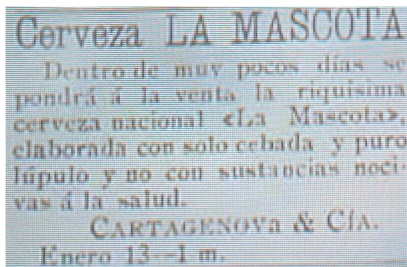 Cerveza LA MASCOTA
Dentro de muy pocos días se
pondrá á la venta la riquísima
cerveza nacional «La Mascota»,
elaborada con solo cebada y puro
lúpulo y no con sustancias noci-
vas á la salud.
CARTAGENOVA & CÍA.
Enero 13--1 m.